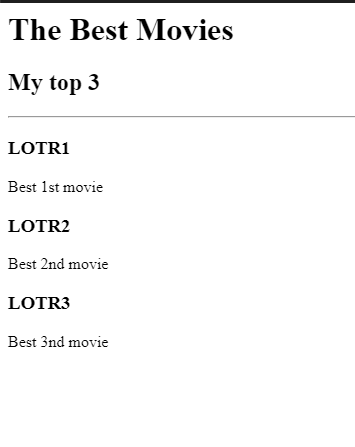 The Best Movies
My top 3
LOTR1
Best 1st movie
LOTR2
Best 2nd movie
LOTR3
Best 3nd movie